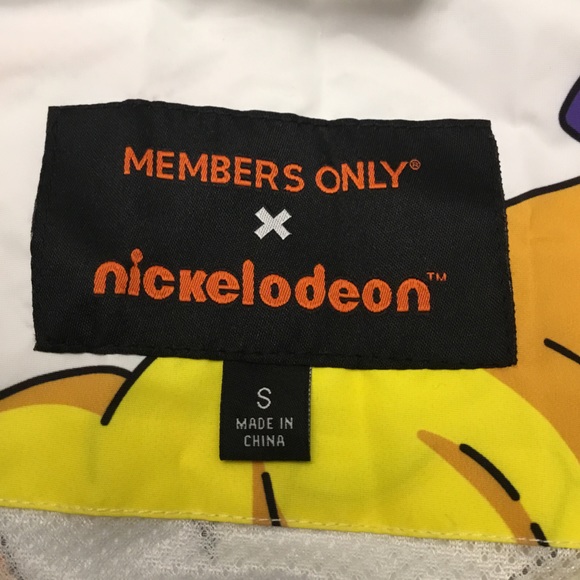 MEMBERS ONLY®
X
nickelodeon™
S
MADE IN
CHINA